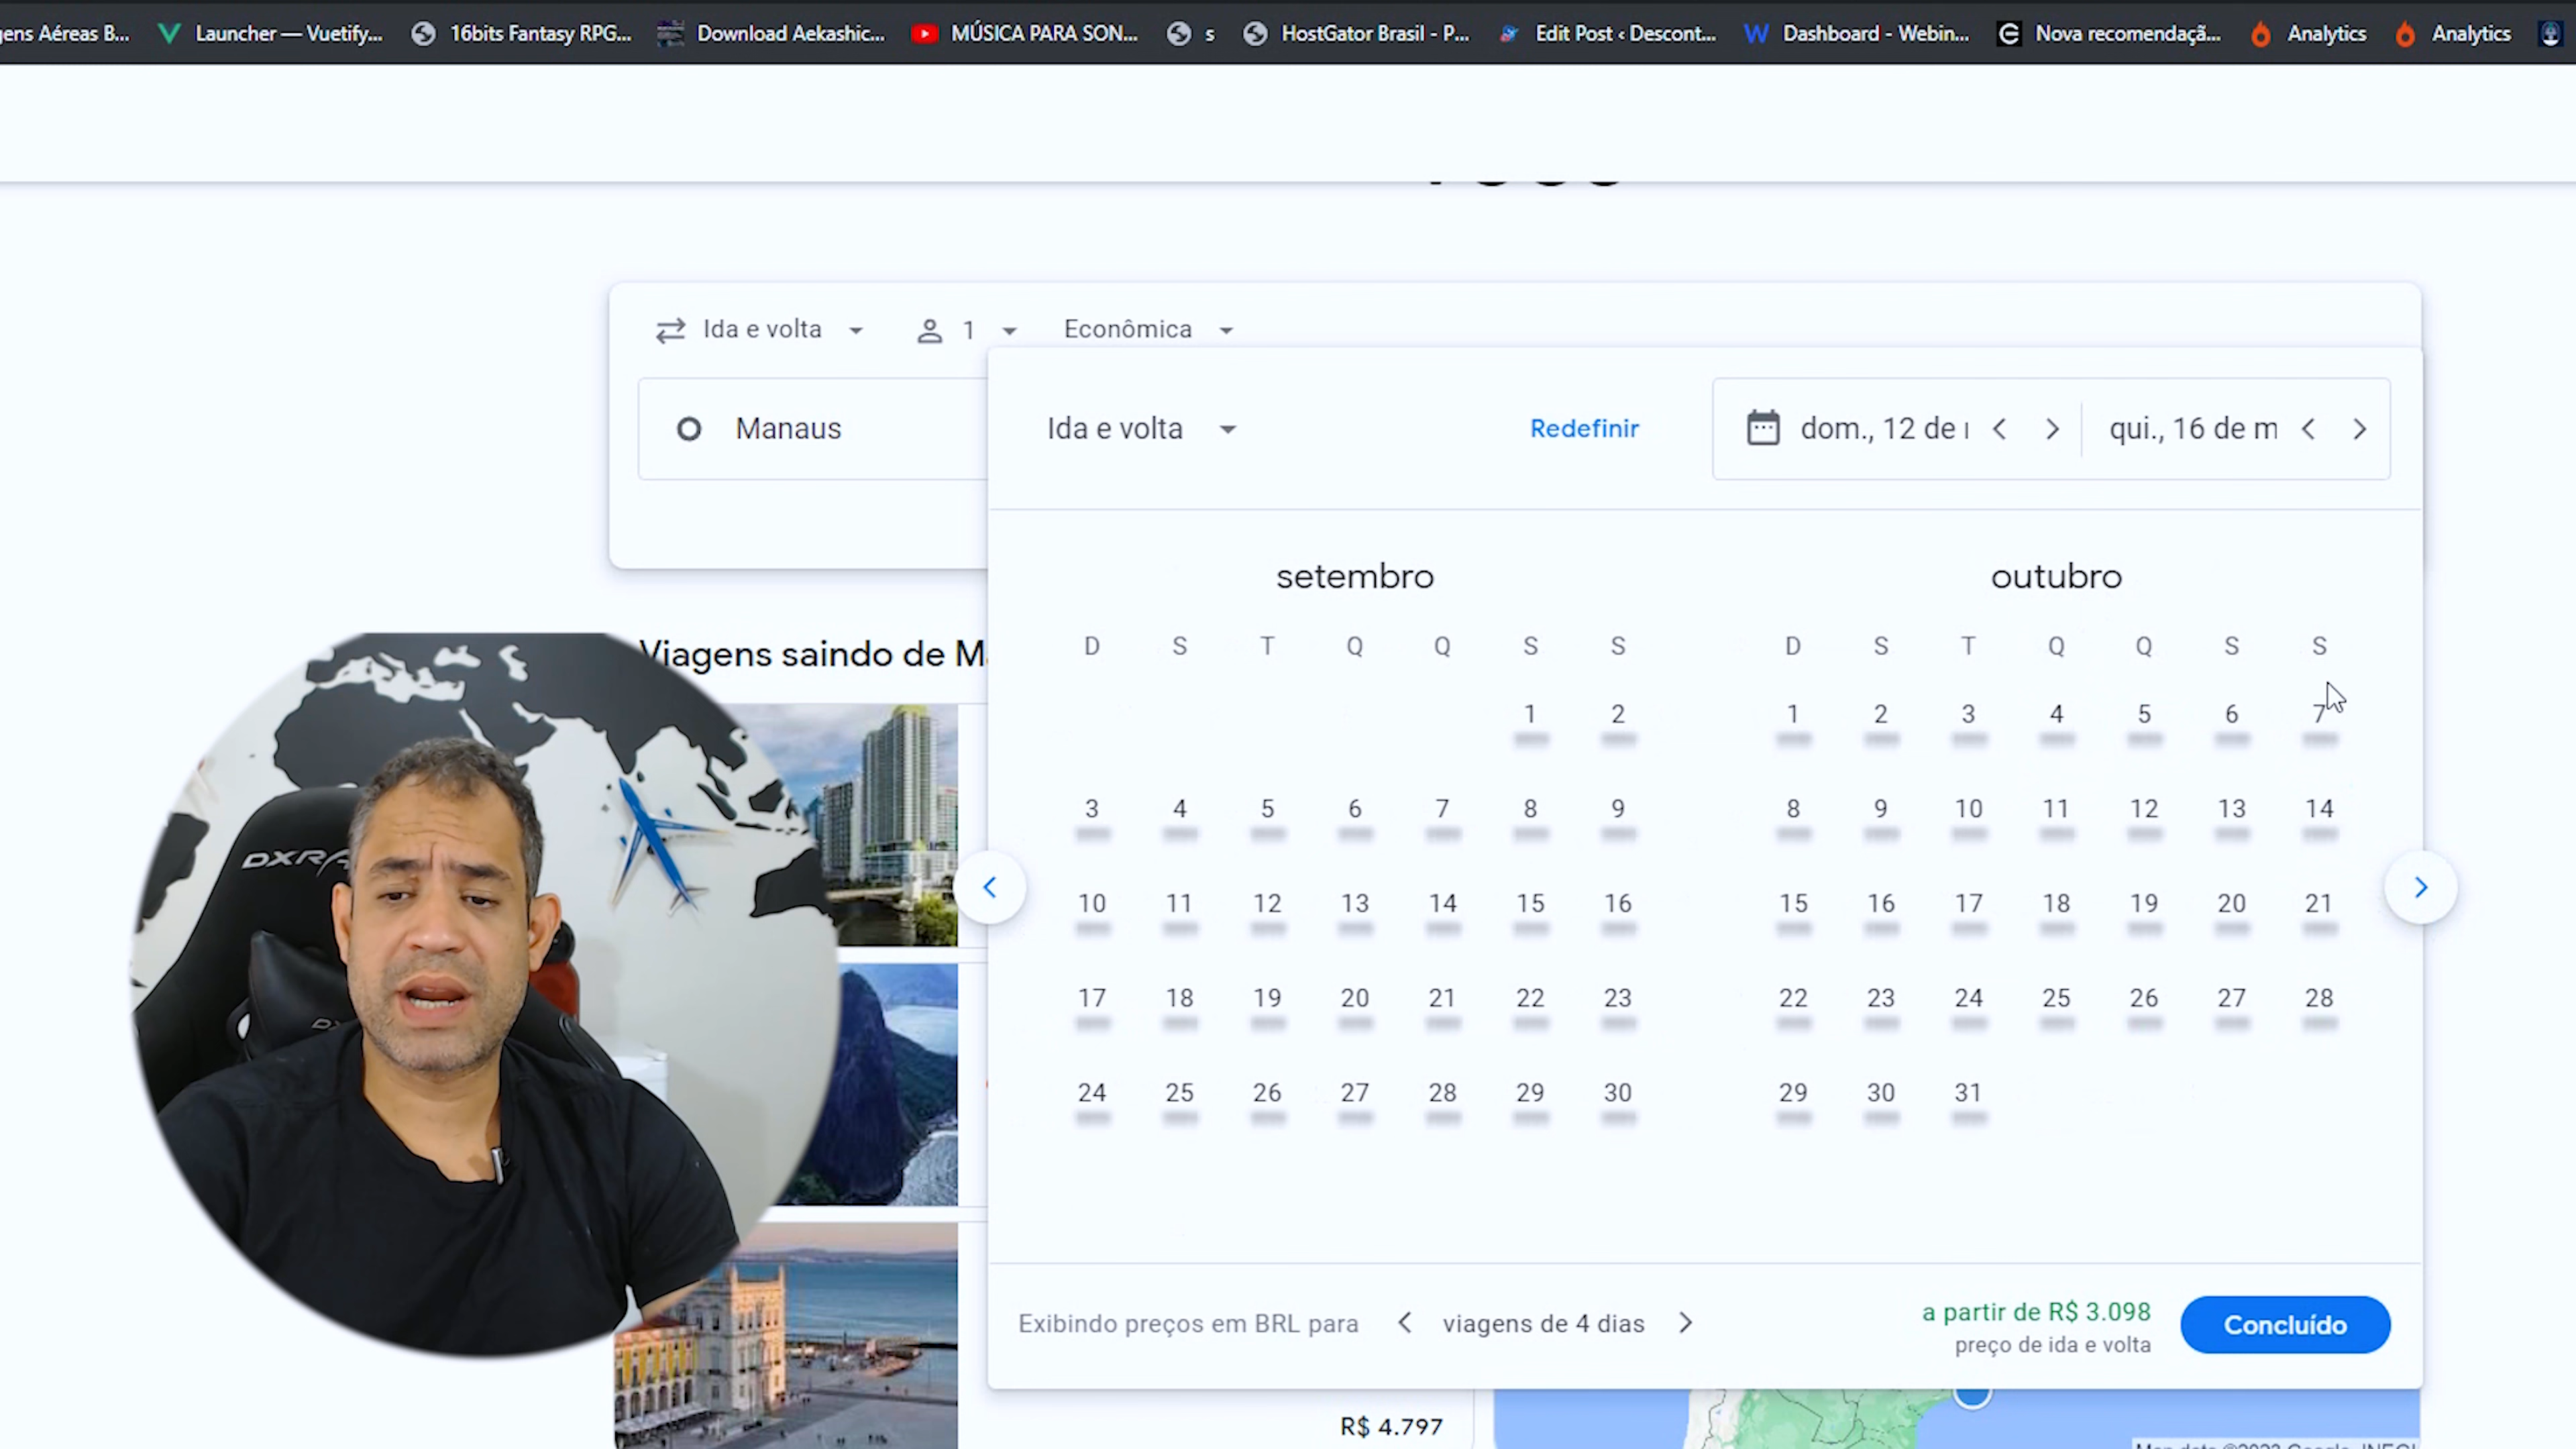 gens Aéreas B... Launcher — Vuetify... 16bits Fantasy RPG... Download Aekashic... MÚSICA PARA SON... s HostGator Brasil - P... Edit Post ‹ Descont... Dashboard - Webin... Nova recomendaçã... Analytics Analytics
Ida e volta 1 Econômica
Manaus
Ida e volta Redefinir dom., 12 de qui., 16 de m
setembro outubro
D S T Q Q S S D S T Q Q S S
1 2 1 2 3 4 5 6 7
3 4 5 6 7 8 9 8 9 10 11 12 13 14
10 11 12 13 14 15 16 15 16 17 18 19 20 21
17 18 19 20 21 22 23 22 23 24 25 26 27 28
24 25 26 27 28 29 30 29 30 31
Viagens saindo de M
DXRA
Exibindo preços em BRL para viagens de 4 dias
a partir de R$ 3.098
preço de ida e volta
Concluído
R$ 4.797